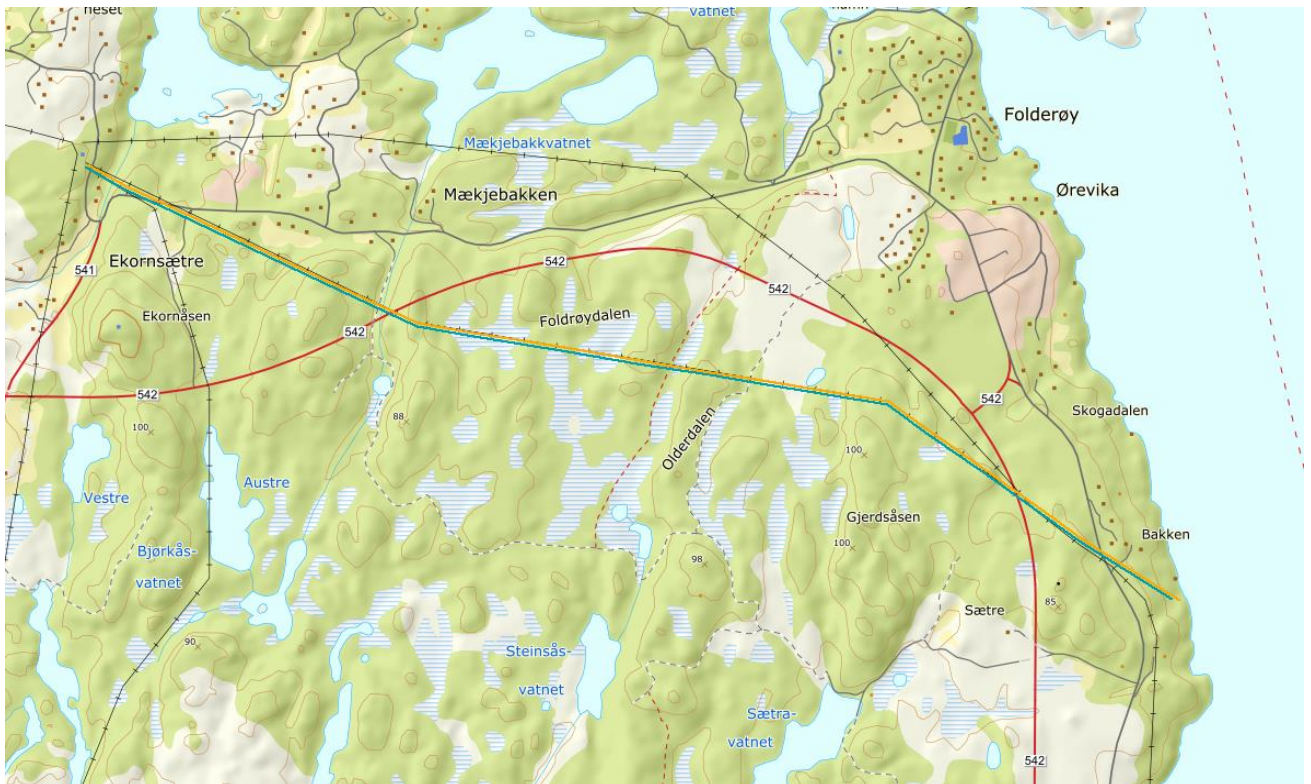 neset
vatnet
Folderøy
Mækjebakkvatnet
Mækjebakken
Ørevika
Ekornsætre
541
542
542
Foldrøydalen
Ekornåsen
542
542
542
Skogadalen
100
88
Olderdalen
100
Vestre
Austre
Gjerdsåsen
100
Bakken
Bjørkås-
vatnet
98
85
Sætre
90
Steinsås-
vatnet
Sætra-
vatnet
542